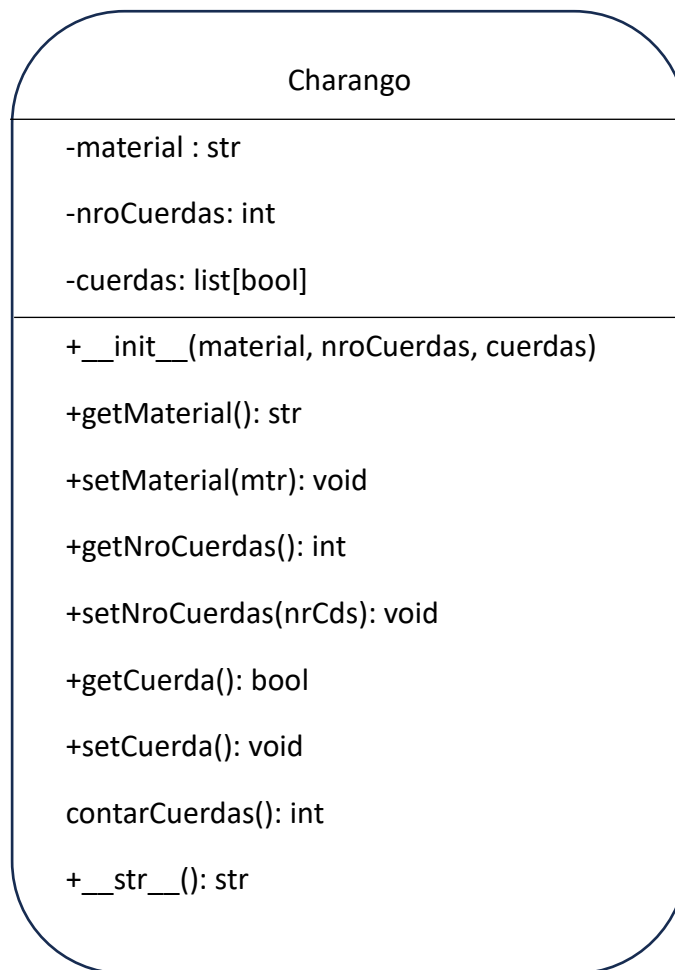 Charango
-material : str
-nroCuerdas: int
-cuerdas: list[bool]
+__init__(material, nroCuerdas, cuerdas)
+getMaterial(): str
+setMaterial(mtr): void
+getNroCuerdas(): int
+setNroCuerdas(nrCds): void
+getCuerda(): bool
+setCuerda(): void
contarCuerdas(): int
+__str__(): str